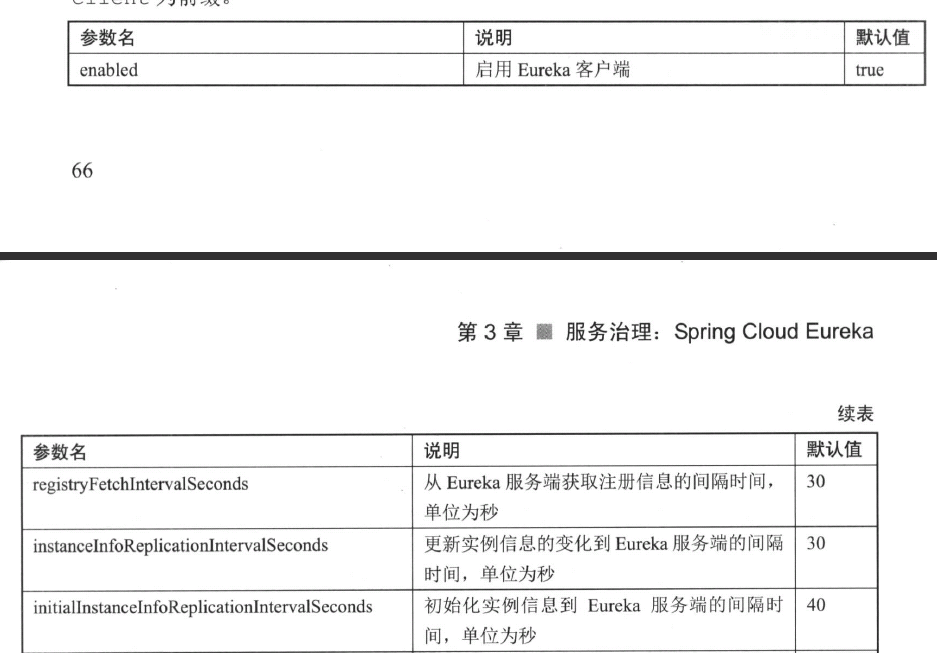 Client 为前缀。
参数名 说明 默认值
enabled 启用 Eureka 客户端 true
66
第 3 章 ■ 服务治理：Spring Cloud Eureka
续表
参数名 说明 默认值
registryFetchIntervalSeconds 从 Eureka 服务端获取注册信息的间隔时间， 30
单位为秒
instanceInfoReplicationIntervalSeconds 更新实例信息的变化到 Eureka 服务端的间隔 30
时间，单位为秒
initialInstanceInfoReplicationIntervalSeconds 初始化实例信息到 Eureka 服务端的间隔时 40
间，单位为秒